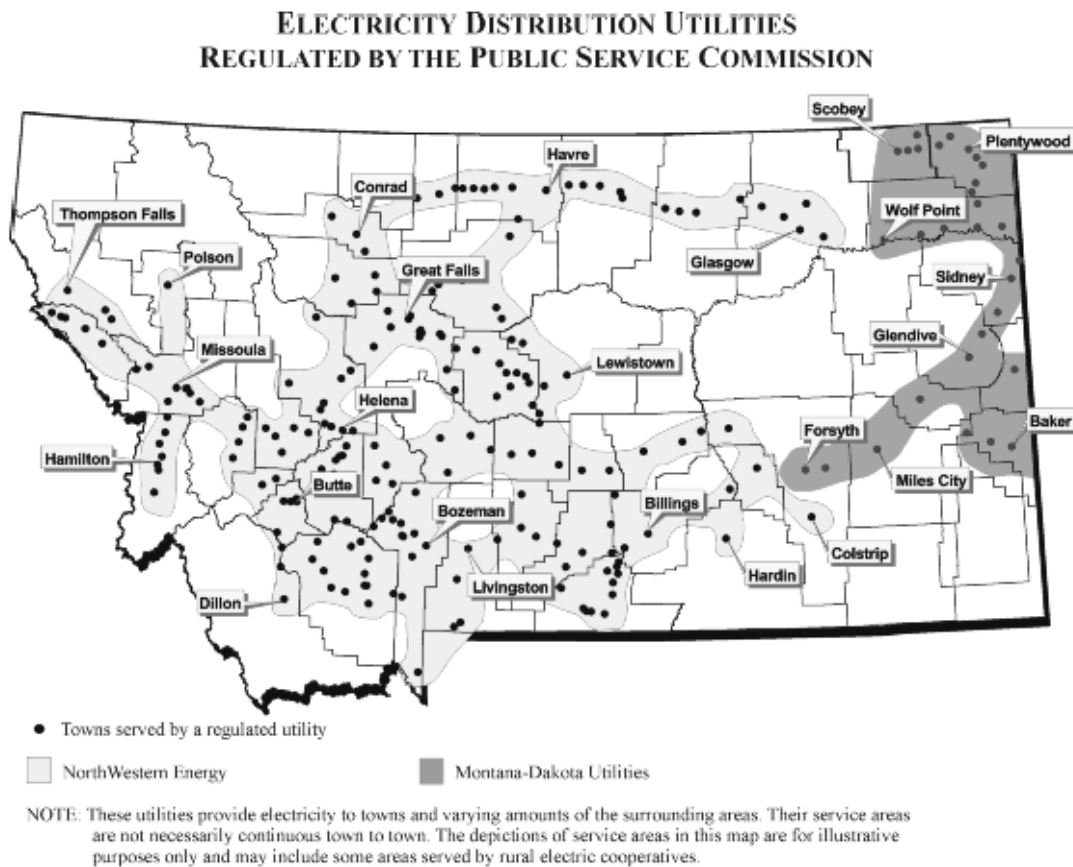 ELECTRICITY DISTRIBUTION UTILITIES
REGULATED BY THE PUBLIC SERVICE COMMISSION
Scobey
Plentywood
Havre
Conrad
Thompson Falls
Wolf Point
Polson
Glasgow
Great Falls
Sidney
Glendive
Missoula
Lewistown
Helena
Baker
Forsyth
Hamilton
Miles City
Butte
Billings
Bozeman
Colstrip
Hardin
Livingston
Dillon
Towns served by a regulated utility
NorthWestern Energy
Montana-Dakota Utilities
NOTE: These utilities provide electricity to towns and varying amounts of the surrounding areas. Their service areas
are not necessarily continuous town to town. The depictions of service areas in this map are for illustrative
purposes only and may include some areas served by rural electric cooperatives.